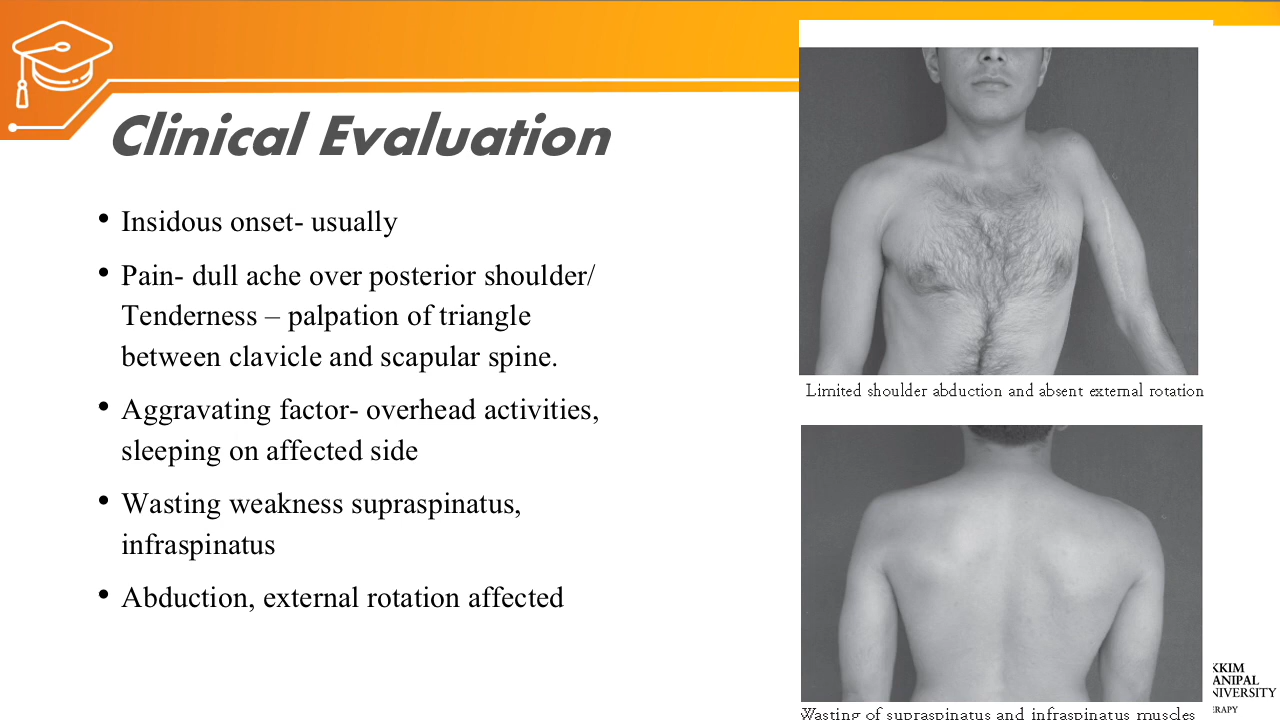 Clinical Evaluation
• Insidous onset- usually
• Pain- dull ache over posterior shoulder/
Tenderness – palpation of triangle
between clavicle and scapular spine.
• Aggravating factor- overhead activities,
sleeping on affected side
• Wasting weakness supraspinatus,
infraspinatus
• Abduction, external rotation affected
Limited shoulder abduction and absent external rotation
Wasting of supraspinatus and infraspinatus muscles
KKIM
ANIPAL
NIVERSITY
RAPY